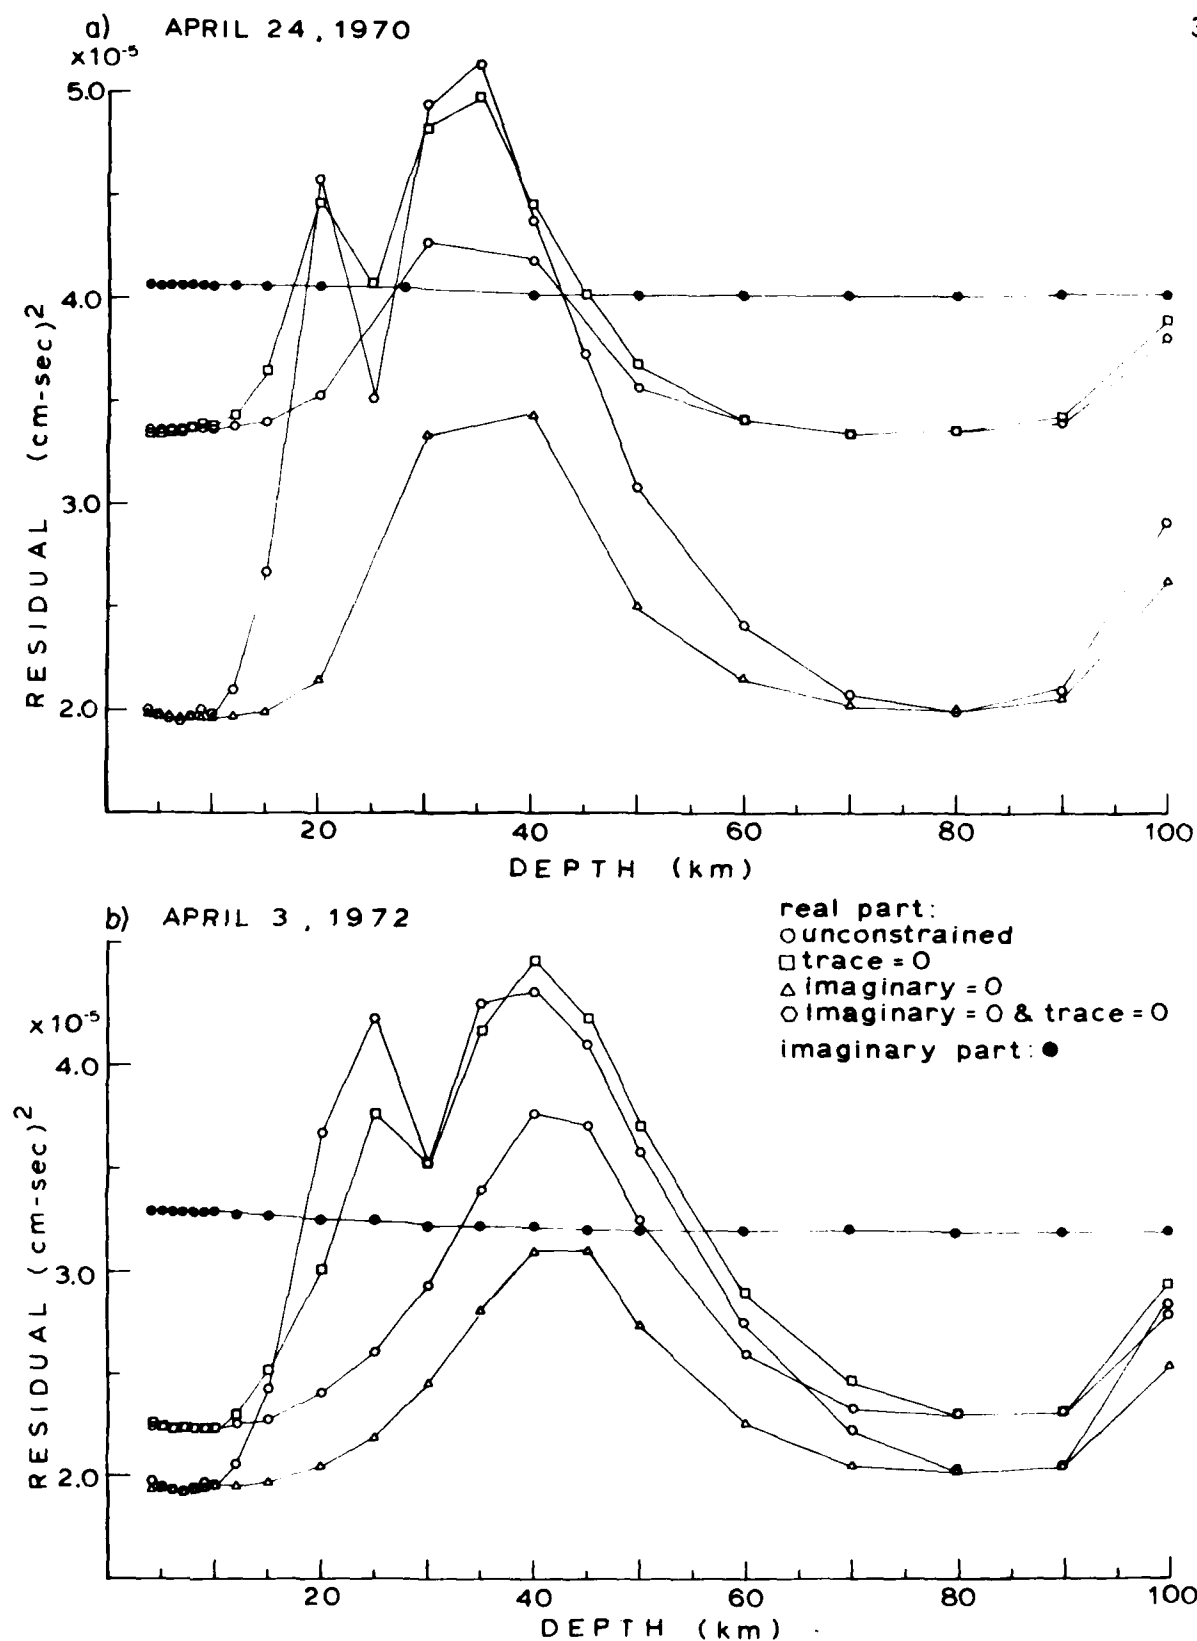 a) APRIL 24, 1970
3
x10⁻⁵
5.0
4.0
3.0
2.0
RESIDUAL (cm-sec)²
20 40 60 80 100
DEPTH (km)
b) APRIL 3, 1972
real part:
○ unconstrained
□ trace = 0
△ imaginary = 0
○ imaginary = 0 & trace = 0
imaginary part: ●
x10⁻⁵
4.0
3.0
2.0
RESIDUAL (cm-sec)²
20 40 60 80 100
DEPTH (km)